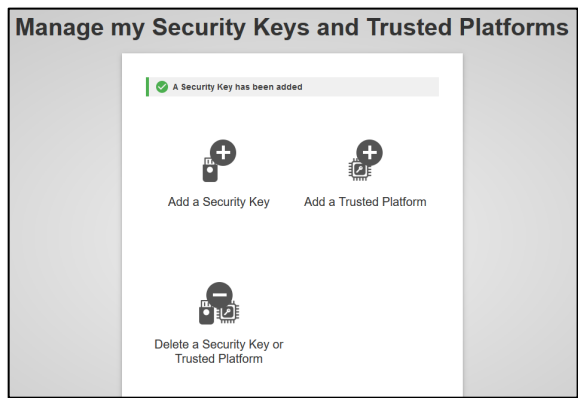 Manage my Security Keys and Trusted Platforms
A Security Key has been added
Add a Security Key
Add a Trusted Platform
Delete a Security Key or
Trusted Platform